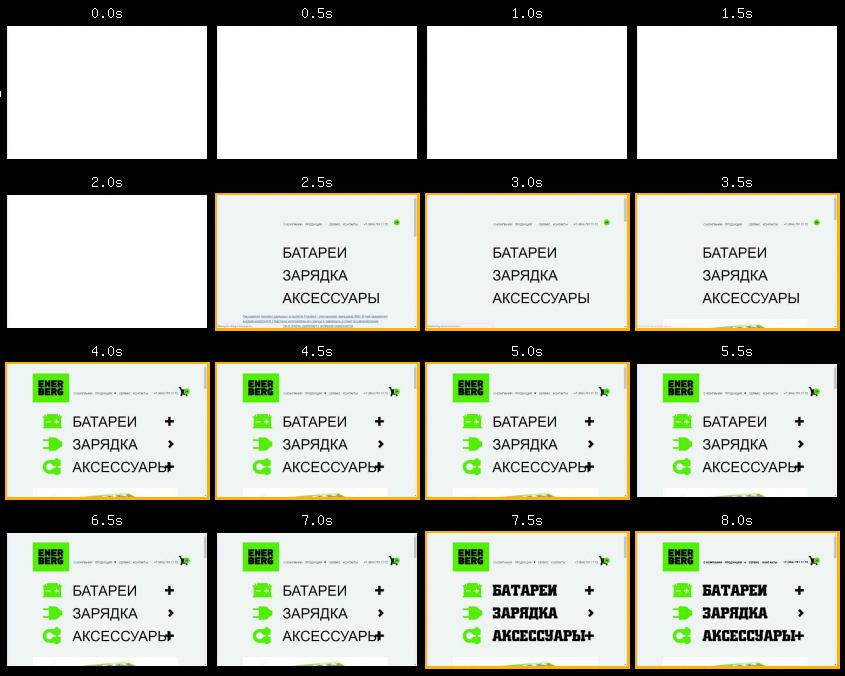 0.0s 0.5s 1.0s 1.5s
2.0s 2.5s 3.0s 3.5s
О КОМПАНИИ ПРОДУКЦИЯ СЕРВИС КОНТАКТЫ
БАТАРЕИ
ЗАРЯДКА
АКСЕССУАРЫ
О КОМПАНИИ ПРОДУКЦИЯ СЕРВИС КОНТАКТЫ
БАТАРЕИ
ЗАРЯДКА
АКСЕССУАРЫ
О КОМПАНИИ ПРОДУКЦИЯ СЕРВИС КОНТАКТЫ
БАТАРЕИ
ЗАРЯДКА
АКСЕССУАРЫ
4.0s 4.5s 5.0s 5.5s
ENER
BERG
О КОМПАНИИ ПРОДУКЦИЯ СЕРВИС КОНТАКТЫ
БАТАРЕИ
ЗАРЯДКА
АКСЕССУАРЫ
ENER
BERG
О КОМПАНИИ ПРОДУКЦИЯ СЕРВИС КОНТАКТЫ
БАТАРЕИ
ЗАРЯДКА
АКСЕССУАРЫ
ENER
BERG
О КОМПАНИИ ПРОДУКЦИЯ СЕРВИС КОНТАКТЫ
БАТАРЕИ
ЗАРЯДКА
АКСЕССУАРЫ
ENER
BERG
О КОМПАНИИ ПРОДУКЦИЯ СЕРВИС КОНТАКТЫ
БАТАРЕИ
ЗАРЯДКА
АКСЕССУАРЫ
6.5s 7.0s 7.5s 8.0s
ENER
BERG
О КОМПАНИИ ПРОДУКЦИЯ СЕРВИС КОНТАКТЫ
БАТАРЕИ
ЗАРЯДКА
АКСЕССУАРЫ
ENER
BERG
О КОМПАНИИ ПРОДУКЦИЯ СЕРВИС КОНТАКТЫ
БАТАРЕИ
ЗАРЯДКА
АКСЕССУАРЫ
ENER
BERG
О КОМПАНИИ ПРОДУКЦИЯ СЕРВИС КОНТАКТЫ
БАТАРЕИ
ЗАРЯДКА
АКСЕССУАРЫ
ENER
BERG
О КОМПАНИИ ПРОДУКЦИЯ СЕРВИС КОНТАКТЫ
БАТАРЕИ
ЗАРЯДКА
АКСЕССУАРЫ